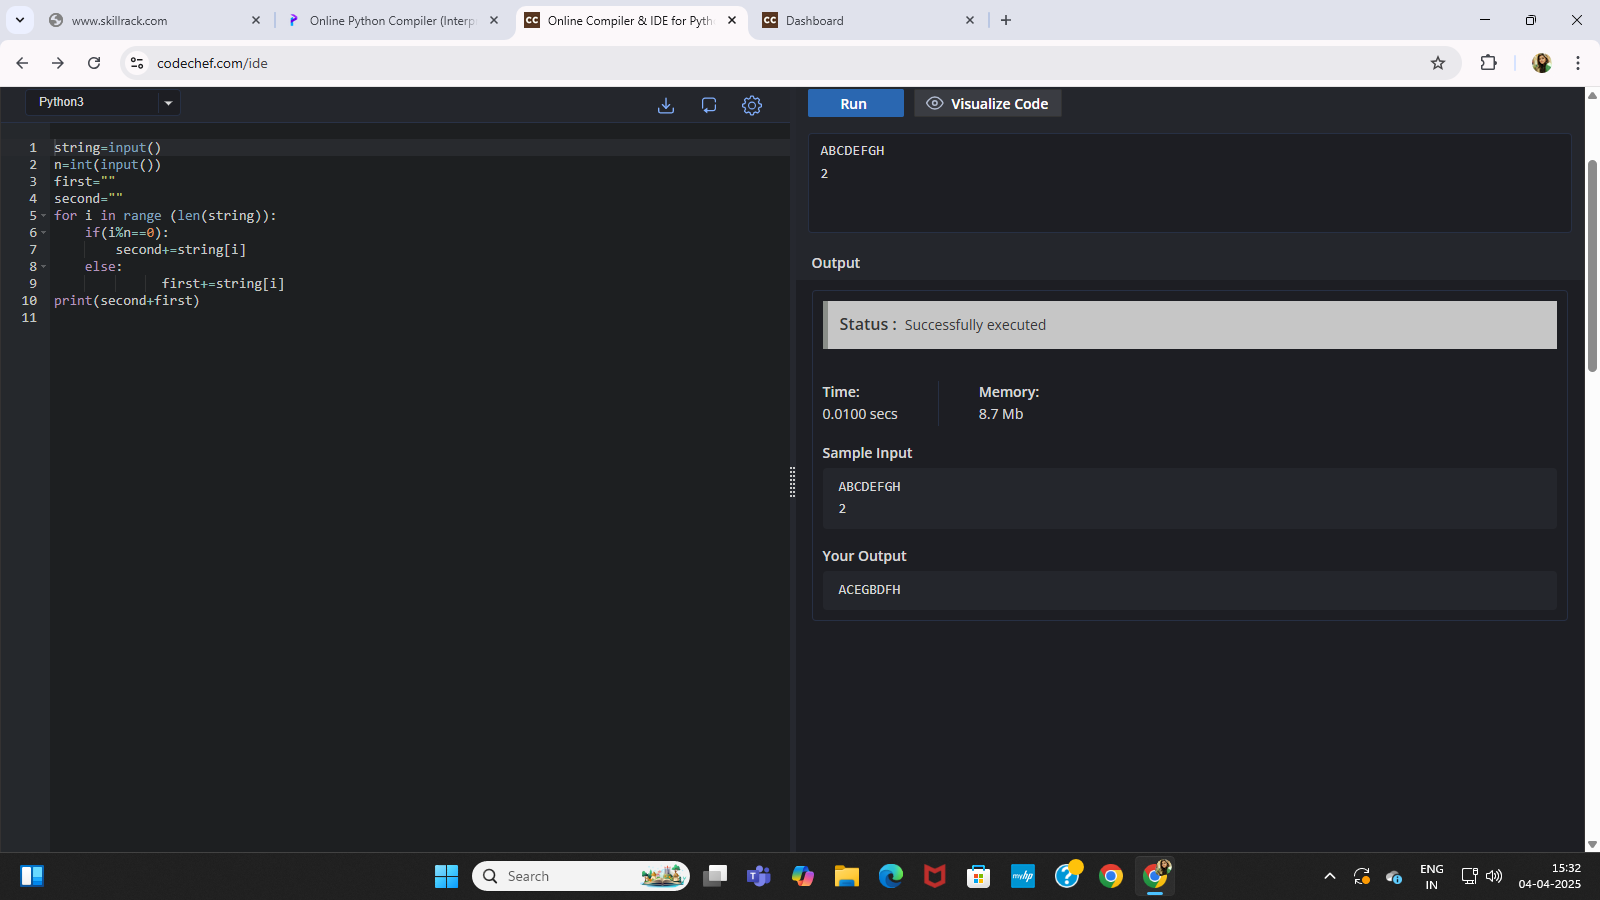 www.skillrack.com
Online Python Compiler (Interp
CC Online Compiler & IDE for Pyth
CC Dashboard
codechef.com/ide
Python3
1 string=input()
2 n=int(input())
3 first=""
4 second=""
5 for i in range (len(string)):
6 if(i%n==0):
7 second+=string[i]
8 else:
9 first+=string[i]
10 print(second+first)
11
Run
Visualize Code
ABCDEFGH
2
Output
Status : Successfully executed
Time:
0.0100 secs
Memory:
8.7 Mb
Sample Input
ABCDEFGH
2
Your Output
ACEGBDFH
Search
myhp
ENG
IN
15:32
04-04-2025